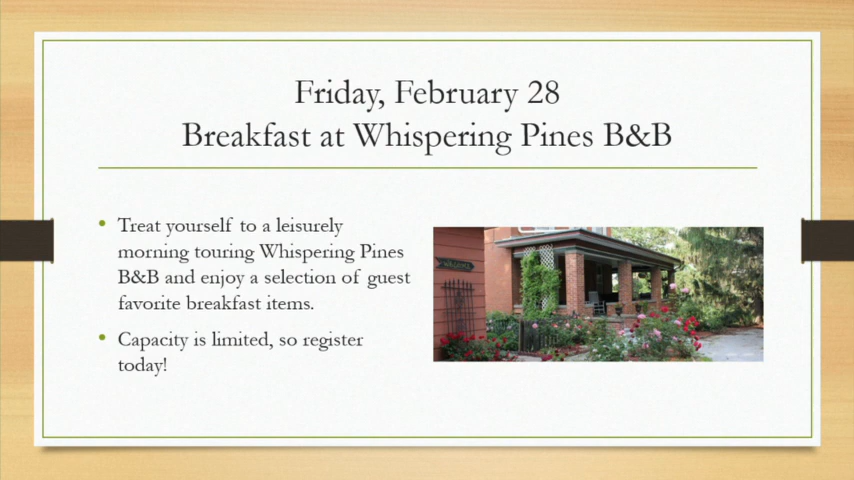 Friday, February 28
Breakfast at Whispering Pines B&B
• Treat yourself to a leisurely
morning touring Whispering Pines
B&B and enjoy a selection of guest
favorite breakfast items.
• Capacity is limited, so register
today!